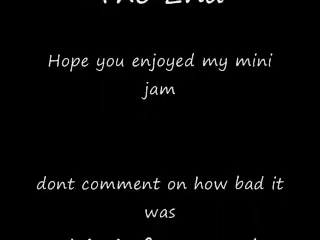 The End
Hope you enjoyed my mini
jam
dont comment on how bad it
was